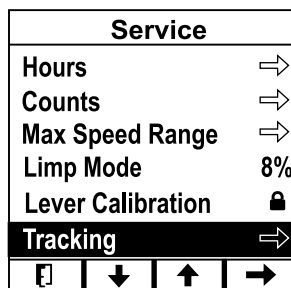 Service
Hours
Counts
Max Speed Range
Limp Mode 8%
Lever Calibration
Tracking